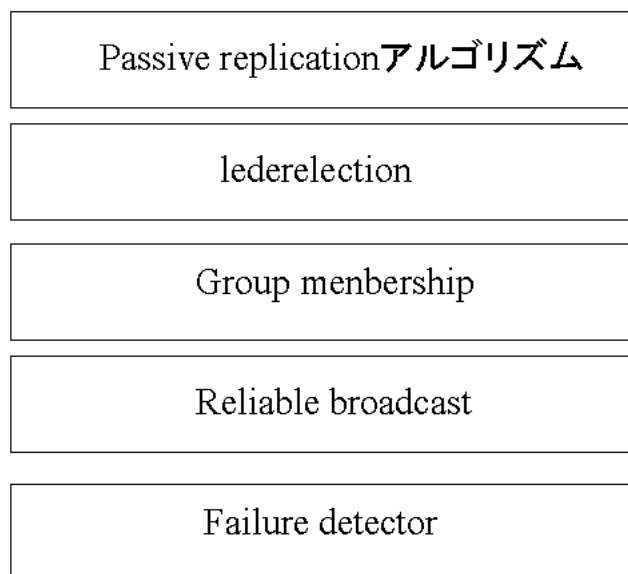 Passive replicationアルゴリズム
lederelection
Group menbership
Reliable broadcast
Failure detector